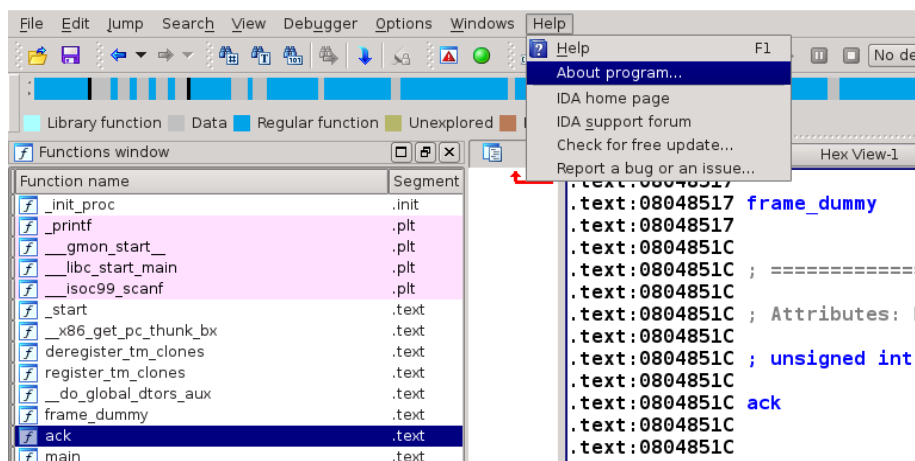 File Edit Jump Search View Debugger Options Windows Help
Help F1
No de
About program...
IDA home page
IDA support forum
Check for free update...
Report a bug or an issue...
Library function Data Regular function Unexplored
Functions window
Hex View-1
Function name Segment
_init_proc .init
_printf .plt
___gmon_start__ .plt
___libc_start_main .plt
___isoc99_scanf .plt
_start .text
__x86_get_pc_thunk_bx .text
deregister_tm_clones .text
register_tm_clones .text
__do_global_dtors_aux .text
frame_dummy .text
ack .text
main .text
.text:08048517
.text:08048517 frame_dummy
.text:08048517
.text:0804851C
.text:0804851C ; =============
.text:0804851C
.text:0804851C ; Attributes:
.text:0804851C
.text:0804851C ; unsigned int
.text:0804851C
.text:0804851C ack
.text:0804851C
.text:0804851C